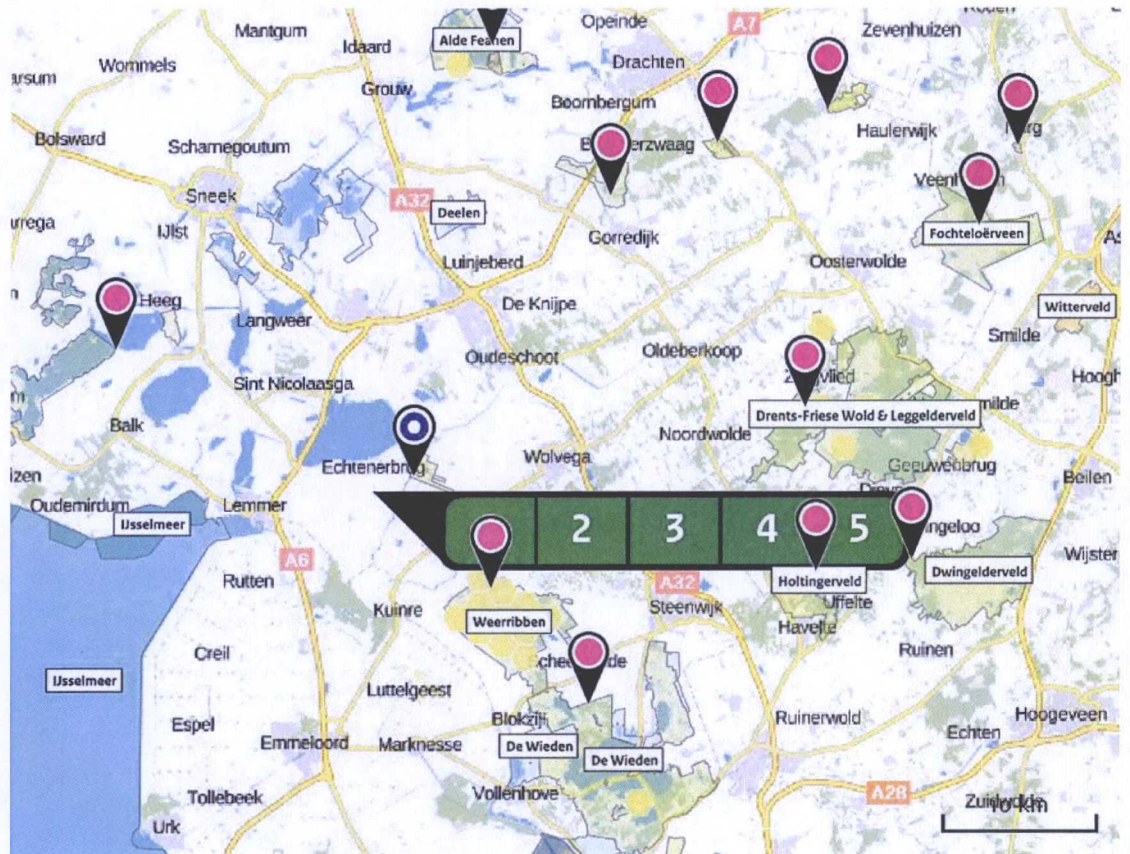 Mantgum
Alde Feanen
Opeinde
A7
Zevenhuizen
Idaard
Wommels
Drachten
Grouw
Boornbergum
Bolsward
Scharnegoutum
Haulerwijk
Sneek
A32
Deelen
Fochteloërveen
IJlst
Gorredijk
Luinjeberd
Oosterwolde
Heeg
De Knijpe
Witterveld
Langweer
Smilde
Oudeschoot
Oldeberkoop
Sint Nicolaasga
Drents-Friese Wold & Leggelderveld
Balk
Noordwolde
Echtenerbrug
Wolvega
Geeuwenbrug
Beilen
Oudemirdum
Lemmer
IJsselmeer
2
3
4
5
Wijster
A6
Dwingelderveld
Rutten
A32
Holtingerveld
Kuinre
Steenwijk
Uffelte
Weerribben
Havelte
Creil
Ruinen
IJsselmeer
Luttelgeest
Espel
Blokzijl
Ruinerwold
Hoogeveen
Emmeloord
Marknesse
De Wieden
De Wieden
Echten
Tollebeek
Vollenhove
A28
10 km
Urk